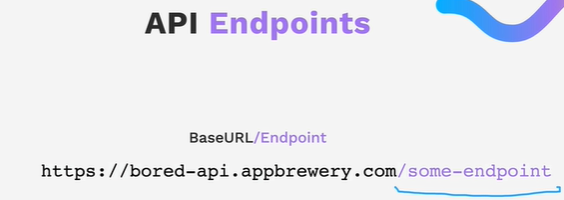 API Endpoints
BaseURL/Endpoint
https://bored-api.appbrewery.com/some-endpoint